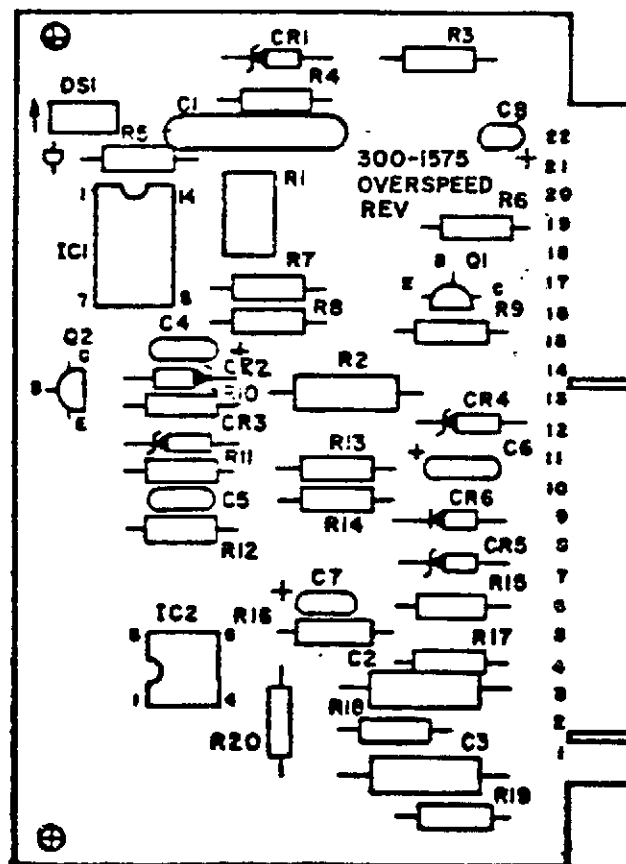 CR1
R3
R4
DS1
C1
C8
R5
22
21
300-1575
OVERSPEED
REV
1
14
R1
20
R6
19
IC1
18
R7
B
Q1
17
E
C
7
8
R8
16
R9
C4
15
Q2
C
+
CR2
R2
14
B
R10
13
E
CR3
CR4
12
R13
+
C6
11
R11
10
C5
CR6
9
R14
R12
8
CR5
7
C7
+
R15
6
IC2
R16
5
R17
C2
4
1
4
3
R18
2
R20
C3
1
R19